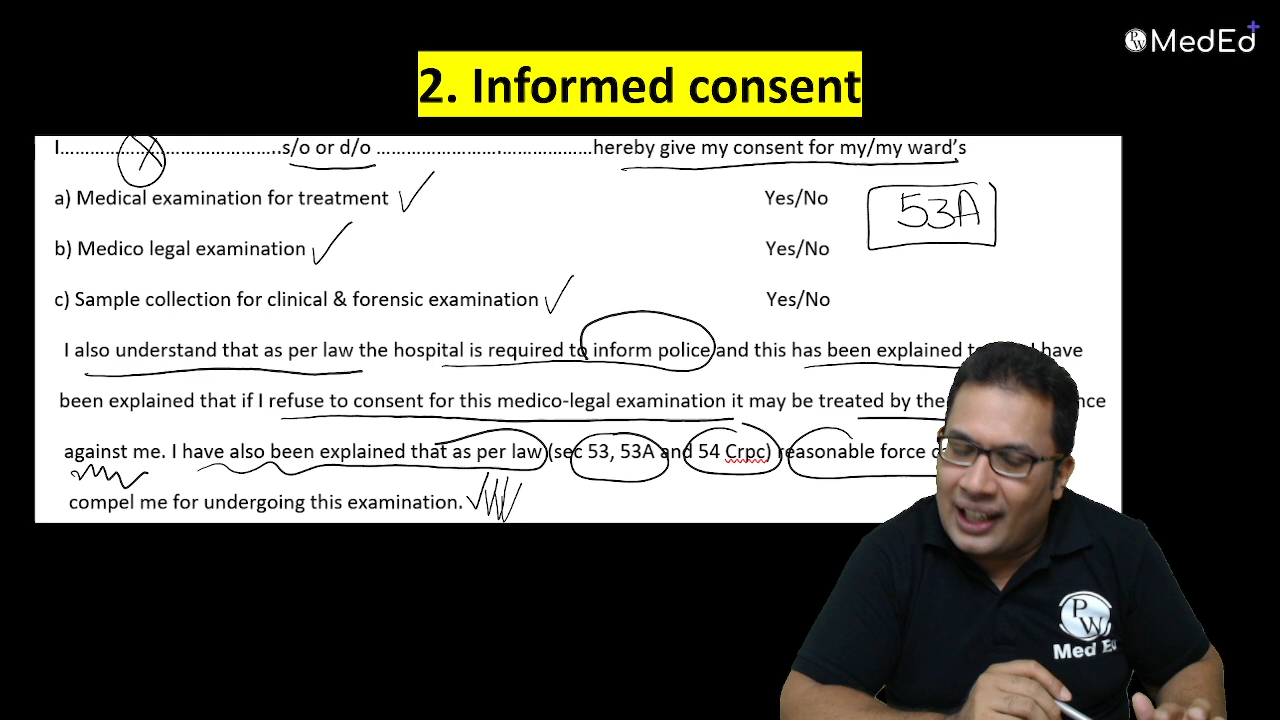 PW MedEd+
2. Informed consent
I……………………………………..s/o or d/o …………………….………………hereby give my consent for my/my ward’s
a) Medical examination for treatment Yes/No
53A
b) Medico legal examination Yes/No
c) Sample collection for clinical & forensic examination Yes/No
I also understand that as per law the hospital is required to inform police and this has been explained have
been explained that if I refuse to consent for this medico-legal examination it may be treated by the
against me. I have also been explained that as per law (sec 53, 53A and 54 Crpc) reasonable force
compel me for undergoing this examination.
PW
Med Ed